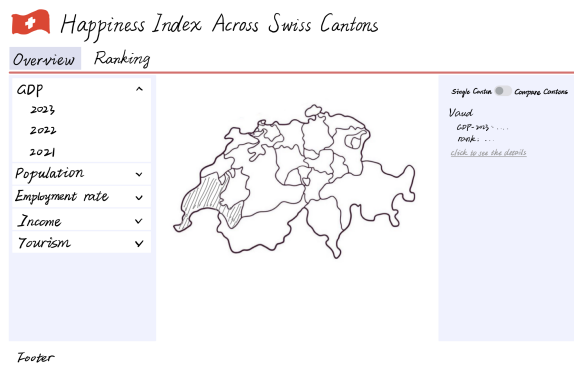 Happiness Index Across Swiss Cantons
Overview Ranking
GDP
2023
2022
2021
Population
Employment rate
Income
Tourism
Single Canton Compare Cantons
Vaud
GDP-2023-....
rank: ...
click to see the details
Footer